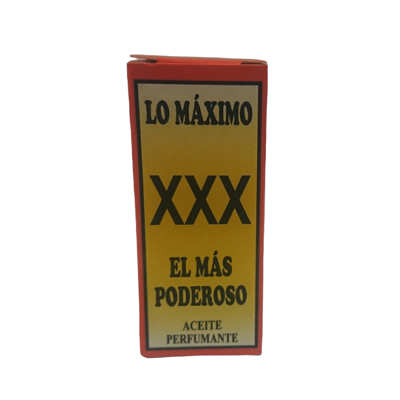 LO MÁXIMO
XXX
EL MÁS
PODEROSO
ACEITE
PERFUMANTE